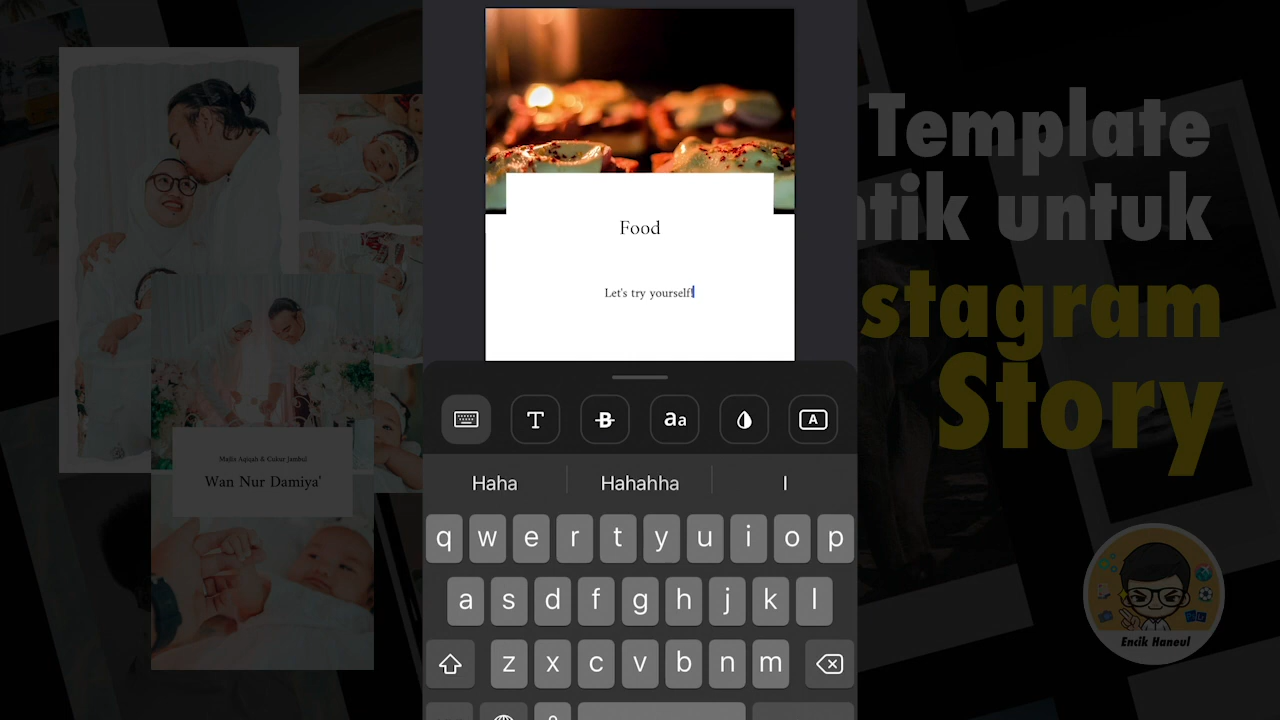 Majlis Aqiqah & Cukur Jambul
Wan Nur Damiya'
Food
Let's try yourself!
T
B
aa
A
Haha
Hahahha
I
q w e r t y u i o p
a s d f g h j k l
z x c v b n m
Template
ntik untuk
stagram
Story
Encik Haneul